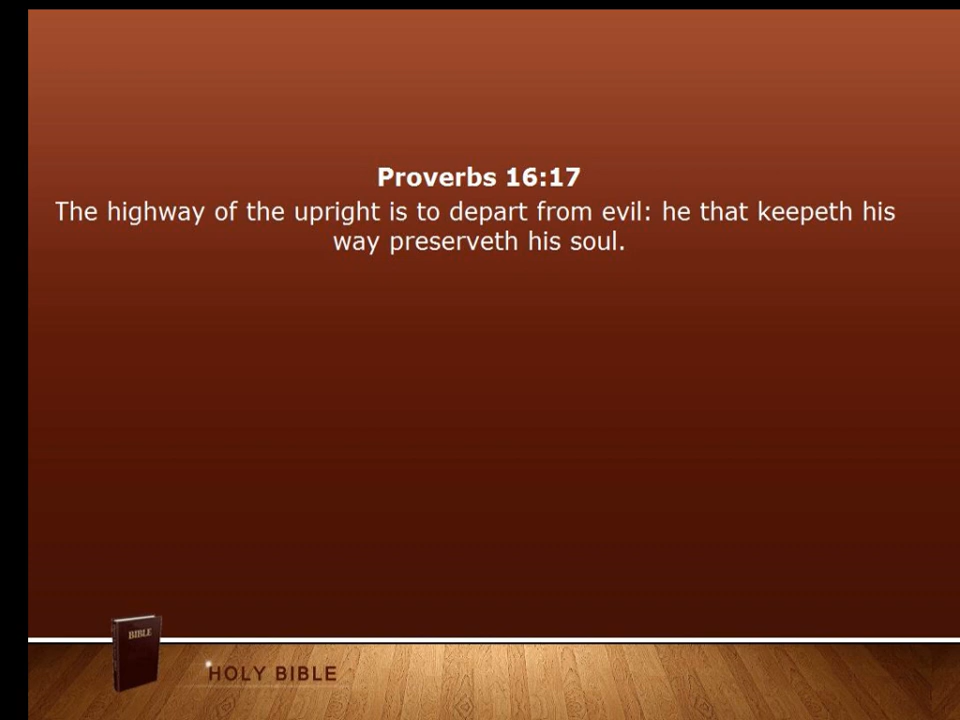 Proverbs 16:17
The highway of the upright is to depart from evil: he that keepeth his
way preserveth his soul.
BIBLE
HOLY BIBLE